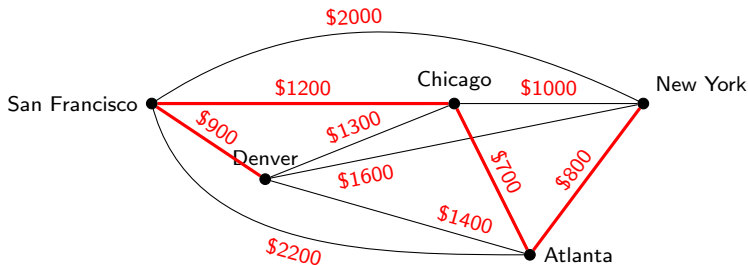 $2000
Chicago
New York
San Francisco
$1200
$1000
$900
$1300
Denver
$1600
$700
$800
$1400
$2200
Atlanta